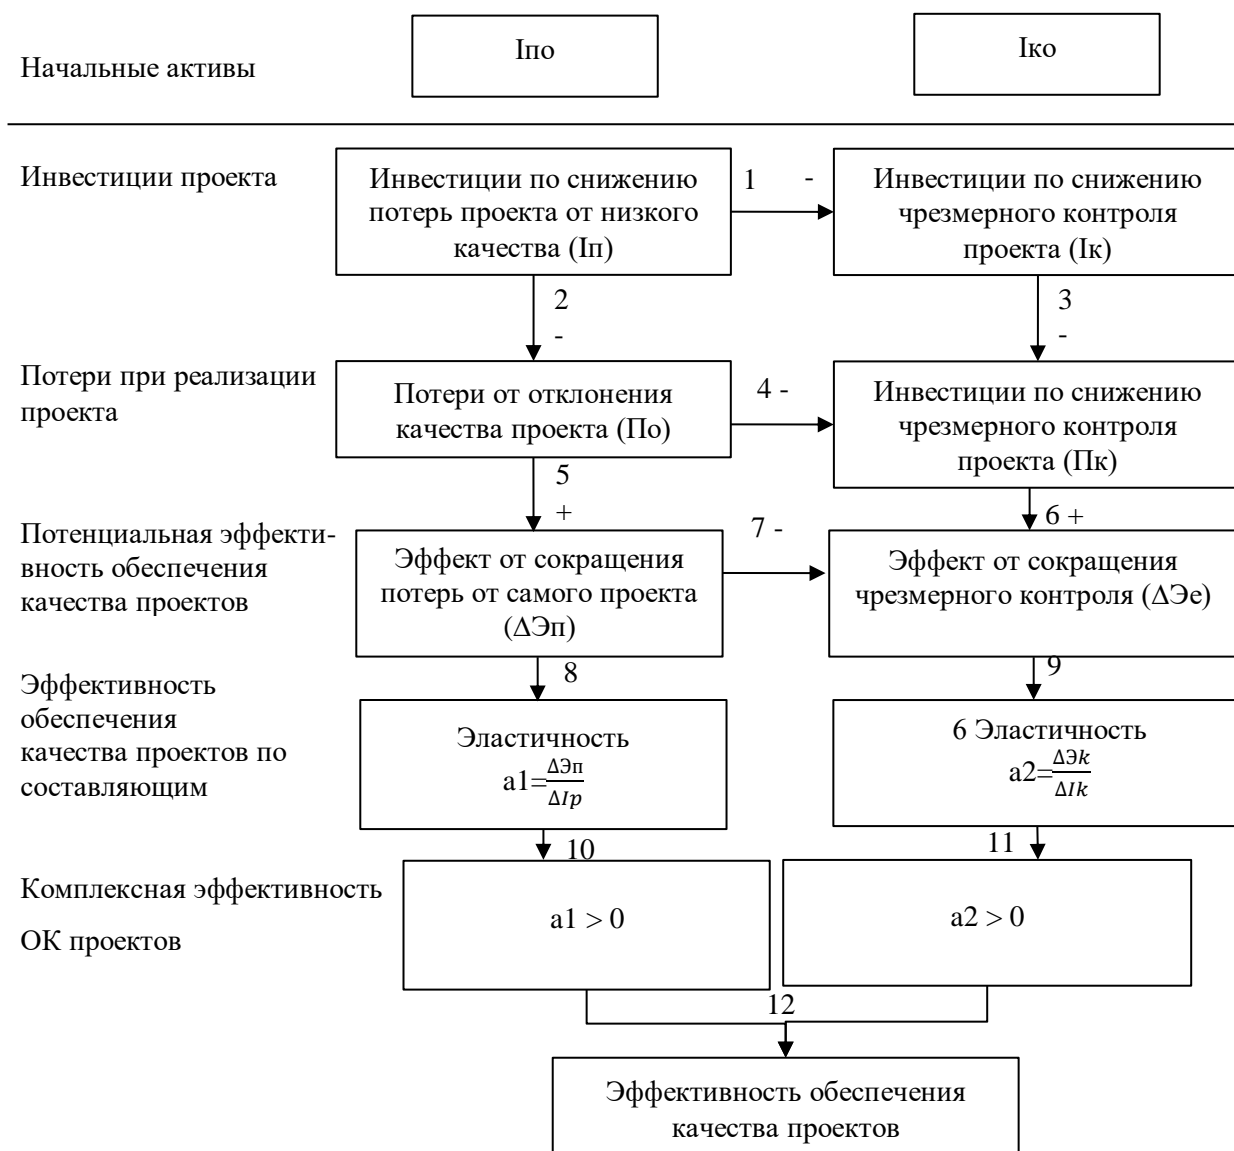 Начальные активы
Iпо
Iко
Инвестиции проекта
Инвестиции по снижению
потерь проекта от низкого
качества (Iп)
1 -
Инвестиции по снижению
чрезмерного контроля
проекта (Iк)
2
-
3
-
Потери при реализации
проекта
Потери от отклонения
качества проекта (По)
4 -
Инвестиции по снижению
чрезмерного контроля
проекта (Пк)
5
+
6 +
Потенциальная эффекти-
вность обеспечения
качества проектов
Эффект от сокращения
потерь от самого проекта
(ΔЭп)
7 -
Эффект от сокращения
чрезмерного контроля (ΔЭе)
8
9
Эффективность
обеспечения
качества проектов по
составляющим
Эластичность
a1=ΔЭп/ΔIp
6 Эластичность
a2=ΔЭk/ΔIk
10
11
Комплексная эффективность
ОК проектов
a1 > 0
a2 > 0
12
Эффективность обеспечения
качества проектов